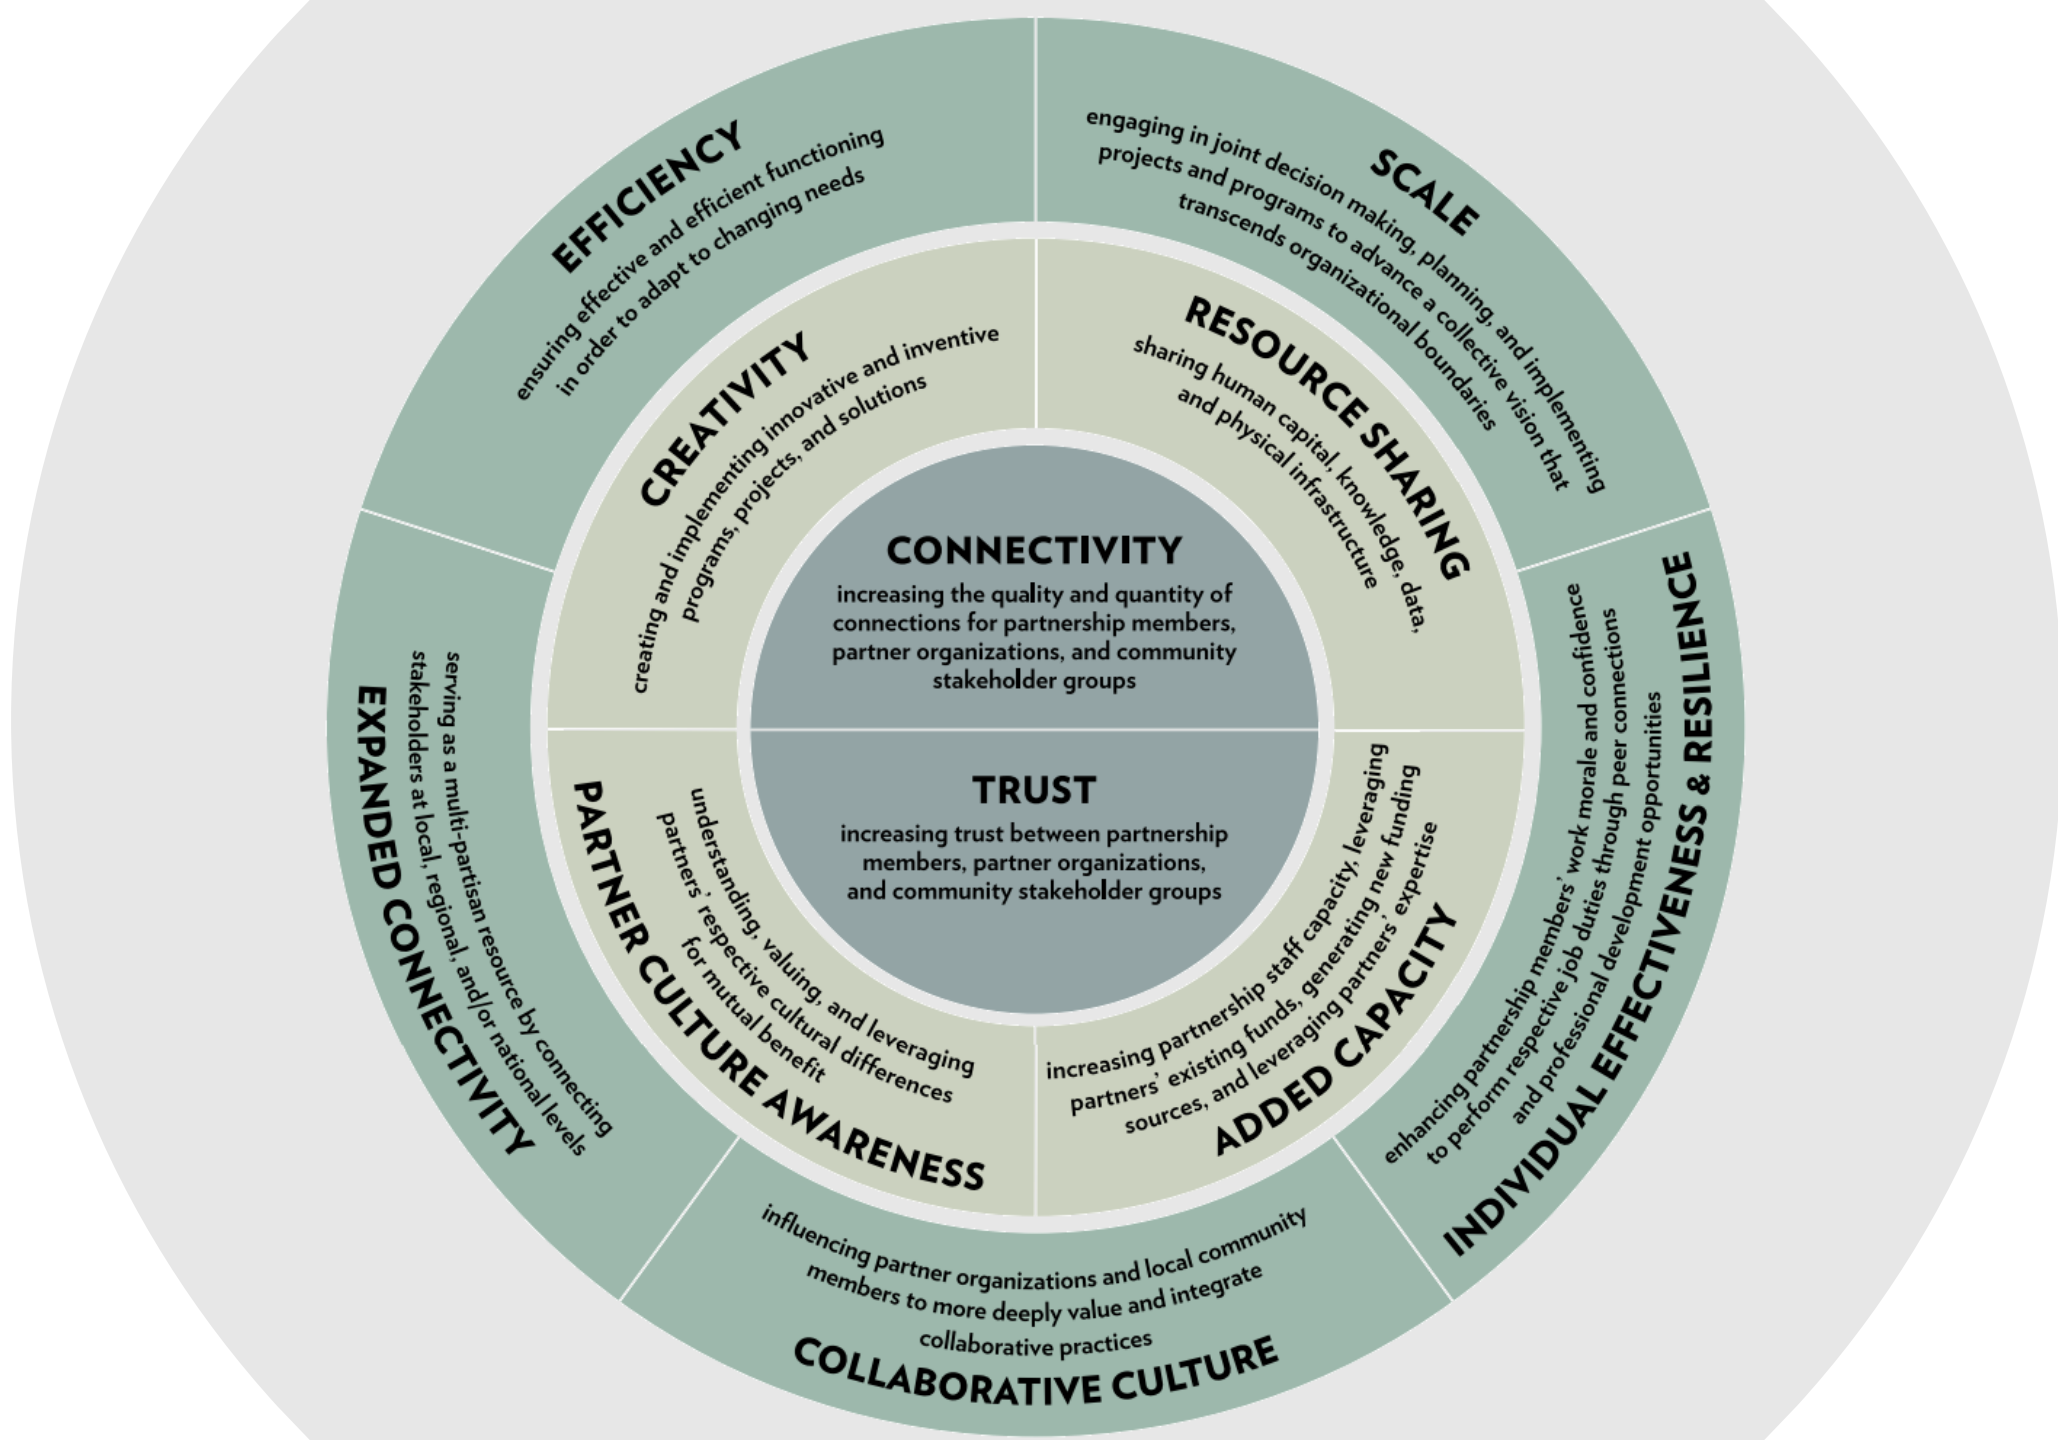 EFFICIENCY
ensuring effective and efficient functioning
in order to adapt to changing needs
SCALE
engaging in joint decision making, planning, and implementing
projects and programs to advance a collective vision that
transcends organizational boundaries
CREATIVITY
creating and implementing innovative and inventive
programs, projects, and solutions
RESOURCE SHARING
sharing human capital, knowledge, data,
and physical infrastructure
CONNECTIVITY
increasing the quality and quantity of
connections for partnership members,
partner organizations, and community
stakeholder groups
TRUST
increasing trust between partnership
members, partner organizations,
and community stakeholder groups
understanding, valuing, and leveraging
partners' respective cultural differences
for mutual benefit
PARTNER CULTURE AWARENESS
increasing partnership staff capacity, leveraging
partners' existing funds, generating new funding
sources, and leveraging partners' expertise
ADDED CAPACITY
serving as a multi-partisan resource by connecting
stakeholders at local, regional, and/or national levels
EXPANDED CONNECTIVITY
enhancing partnership members' work morale and confidence
to perform respective job duties through peer connections
and professional development opportunities
INDIVIDUAL EFFECTIVENESS & RESILIENCE
influencing partner organizations and local community
members to more deeply value and integrate
collaborative practices
COLLABORATIVE CULTURE